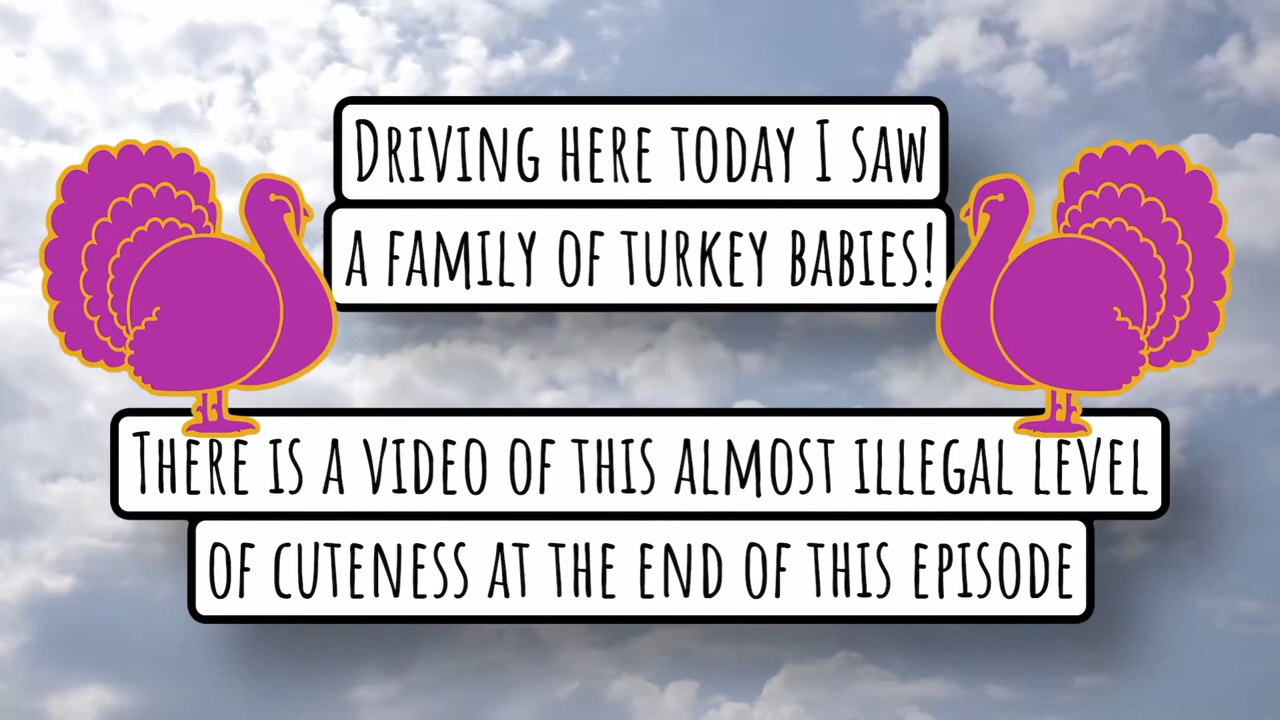 Driving here today I saw
a family of turkey babies!
There is a video of this almost illegal level
of cuteness at the end of this episode